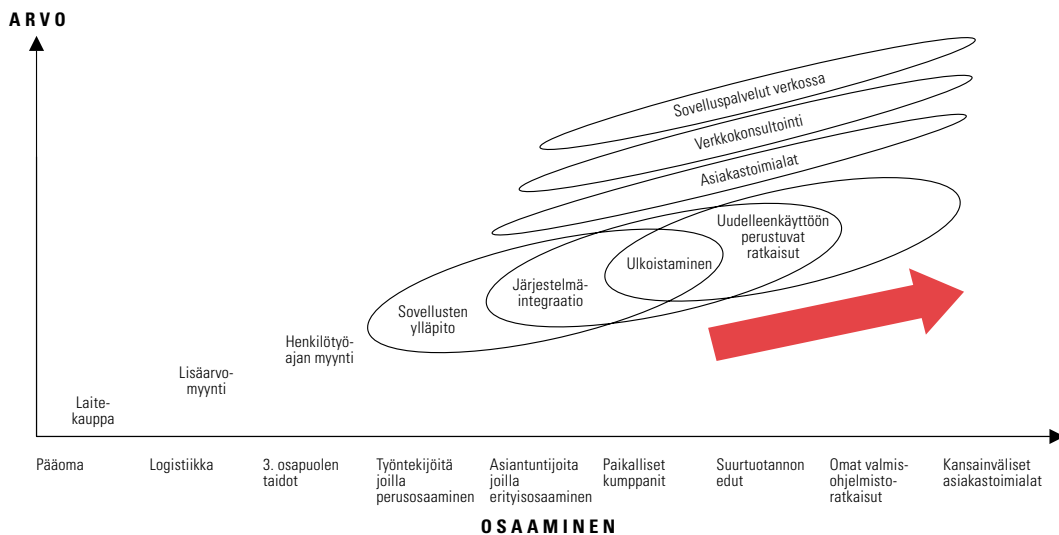 ARVO
Sovelluspalvelut verkossa
Verkkokonsultointi
Asiakastoimialat
Uudelleenkäyttöön
perustuvat
ratkaisut
Ulkoistaminen
Järjestelmä-
integraatio
Sovellusten
ylläpito
Henkilötyö-
ajan myynti
Lisäarvo-
myynti
Laite-
kauppa
Pääoma
Logistiikka
3. osapuolen
taidot
Työntekijöitä
joilla
perusosaaminen
Asiantuntijoita
joilla
erityisosaaminen
Paikalliset
kumppanit
Suurtuotannon
edut
Omat valmis-
ohjelmisto-
ratkaisut
Kansainväliset
asiakastoimialat
OSAAMINEN